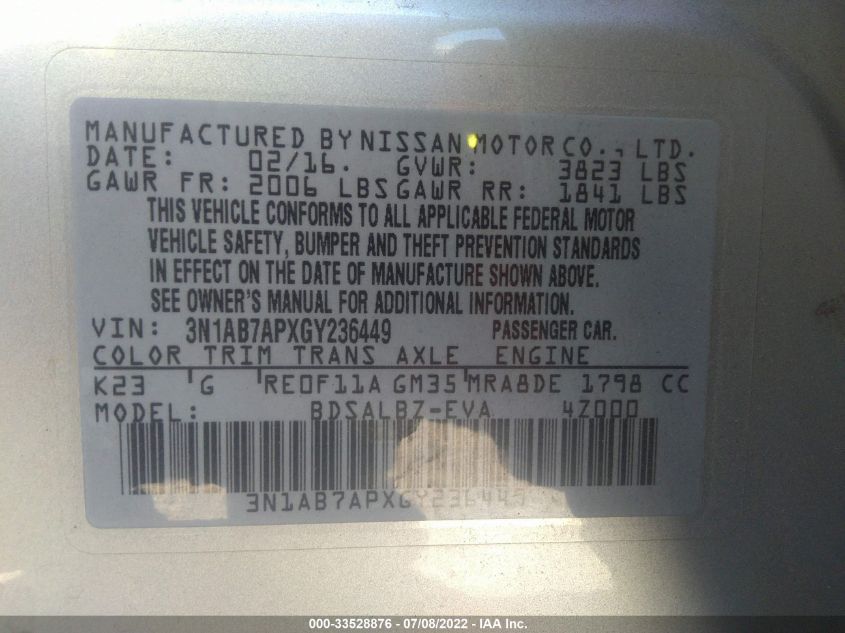 MANUFACTURED BY NISSAN MOTOR CO., LTD.
DATE: 02/16. GVWR: 3823 LBS
GAWR FR: 2006 LBS GAWR RR: 1841 LBS
THIS VEHICLE CONFORMS TO ALL APPLICABLE FEDERAL MOTOR
VEHICLE SAFETY, BUMPER AND THEFT PREVENTION STANDARDS
IN EFFECT ON THE DATE OF MANUFACTURE SHOWN ABOVE.
SEE OWNER'S MANUAL FOR ADDITIONAL INFORMATION.
VIN: 3N1AB7APXGY236449 PASSENGER CAR.
COLOR TRIM TRANS AXLE ENGINE
K23 G RE0F11A GM35 MRA8DE 1798 CC
MODEL: BDSALBZ-EVA 4Z000
3N1AB7APXGY236449
000-33528876 - 07/08/2022 - IAA Inc.